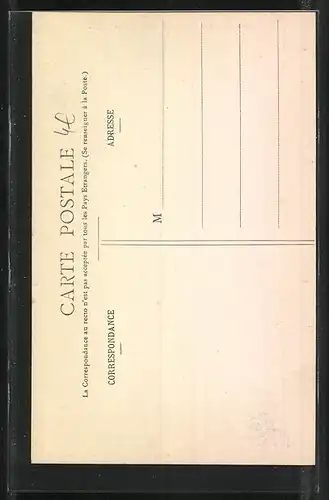 CARTE POSTALE 4€
La Correspondance au recto n'est pas acceptée par tous les Pays Etrangers. (Se renseigner à la Poste.)
CORRESPONDANCE
ADRESSE
M